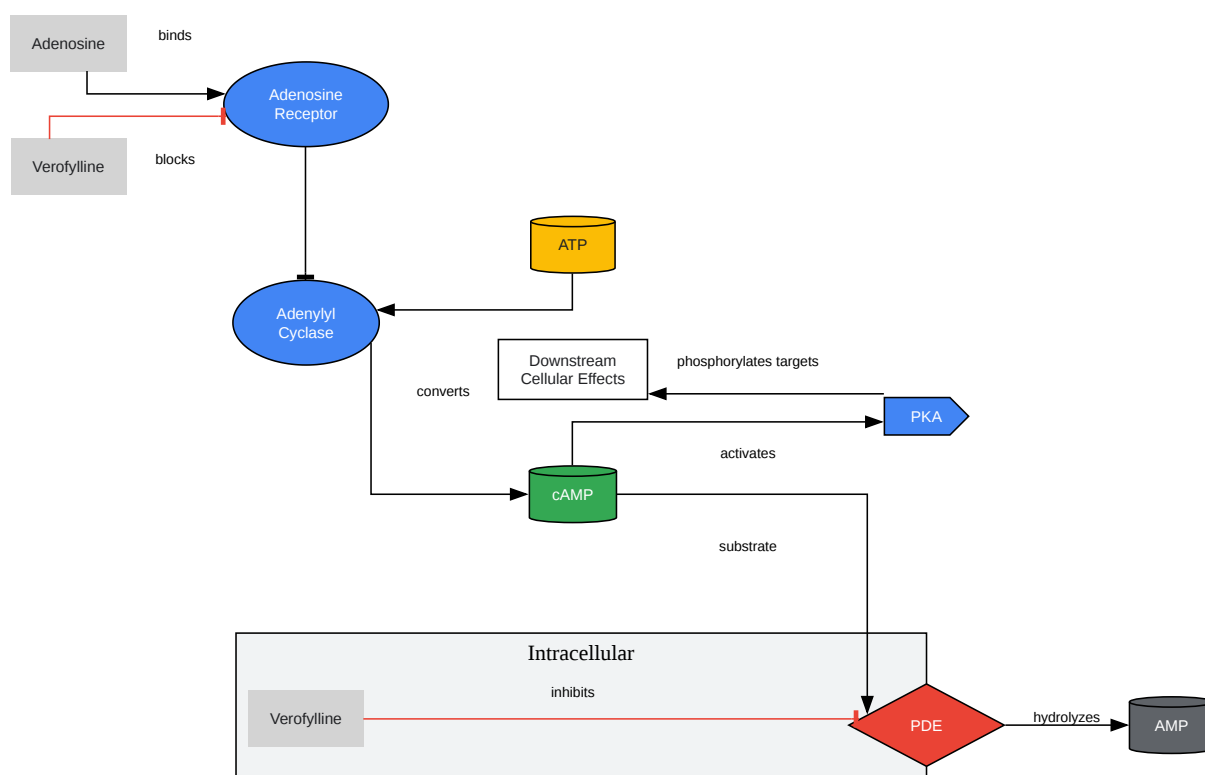 Adenosine
binds
Adenosine
Receptor
Verofylline
blocks
ATP
Adenylyl
Cyclase
Downstream
Cellular Effects
phosphorylates targets
converts
PKA
activates
cAMP
substrate
Intracellular
inhibits
Verofylline
PDE
hydrolyzes
AMP